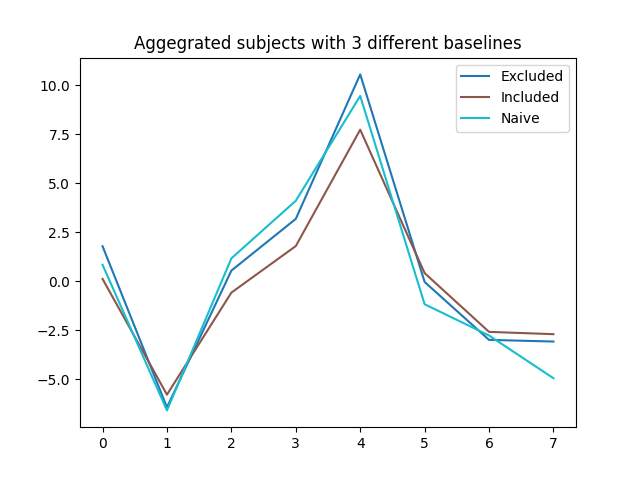 Aggegrated subjects with 3 different baselines
Excluded
Included
Naive
10.0
7.5
5.0
2.5
0.0
−2.5
−5.0
0 1 2 3 4 5 6 7